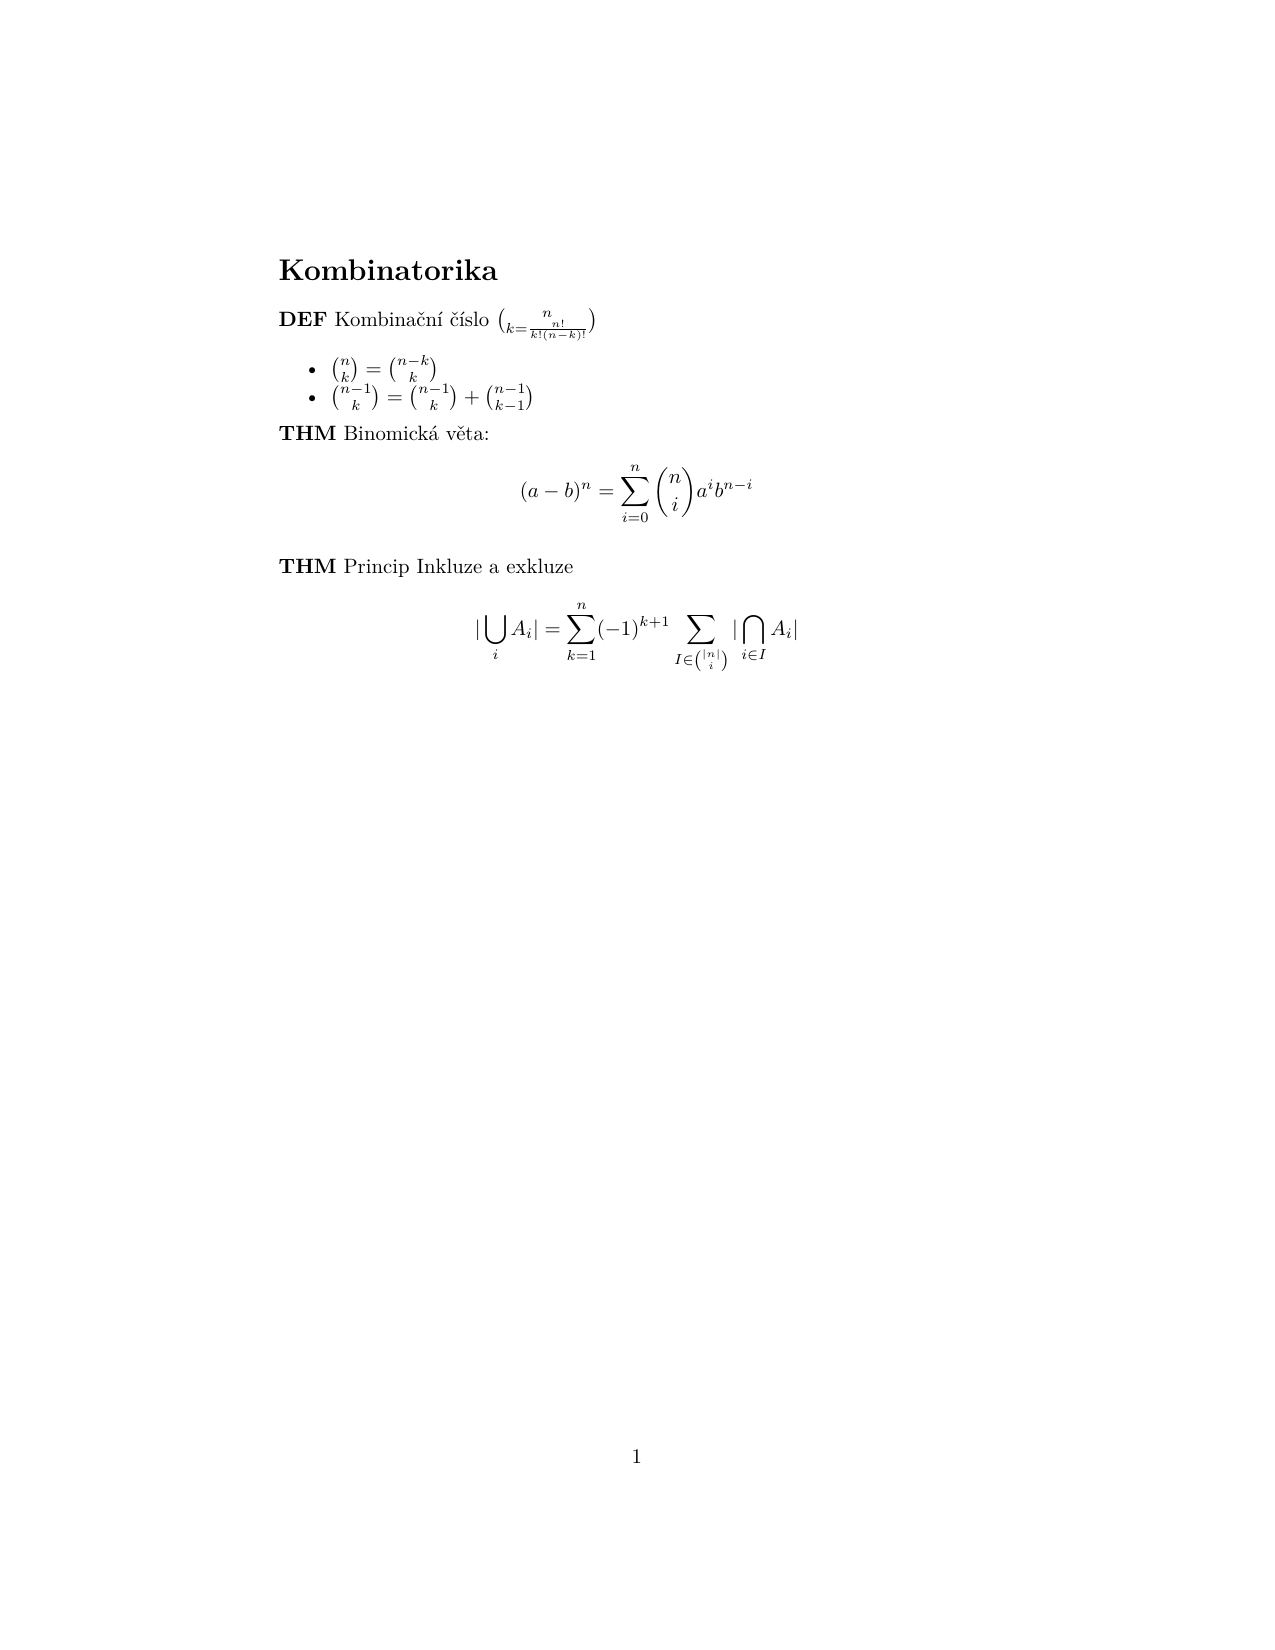 Kombinatorika
DEF Kombinační číslo $\binom{n}{k=\frac{n!}{k!(n-k)!}}$
• $\binom{n}{k} = \binom{n-k}{k}$
• $\binom{n-1}{k} = \binom{n-1}{k} + \binom{n-1}{k-1}$
THM Binomická věta:
$(a-b)^n = \sum_{i=0}^{n} \binom{n}{i} a^i b^{n-i}$
THM Princip Inkluze a exkluze
$|\bigcup_i A_i| = \sum_{k=1}^{n} (-1)^{k+1} \sum_{I \in \binom{|n|}{i}} |\bigcap_{i \in I} A_i|$
1